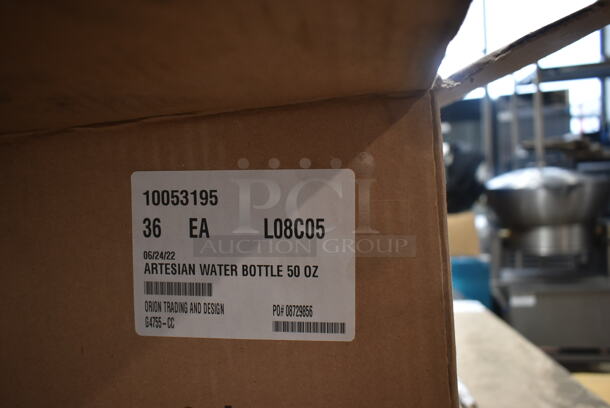 10053195
36 EA L08C05
06/24/22
ARTESIAN WATER BOTTLE 50 OZ
ORION TRADING AND DESIGN PO# 08729856
G4755-CC
PCI
AUCTION GROUP